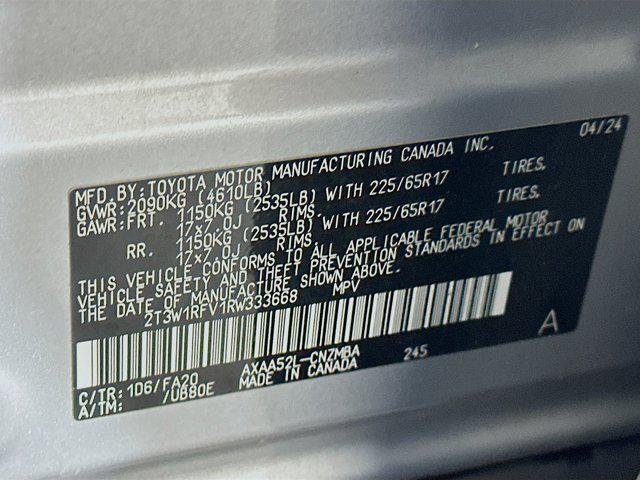 04/24
MFD. BY: TOYOTA MOTOR MANUFACTURING CANADA INC.
GVWR: 2090KG (4610LB)
GAWR: FRT. 1150KG (2535LB) WITH 225/65R17 TIRES,
17x7.0J RIMS,
RR. 1150KG (2535LB) WITH 225/65R17 TIRES,
17x7.0J RIMS,
THIS VEHICLE CONFORMS TO ALL APPLICABLE FEDERAL MOTOR
VEHICLE SAFETY AND THEFT PREVENTION STANDARDS IN EFFECT ON
THE DATE OF MANUFACTURE SHOWN ABOVE.
2T3W1RFV1RW333668 MPV
A
C/TR: 1D6/FA20 AXAA52L-CNZMBA 245
A/TM: /UB80E MADE IN CANADA